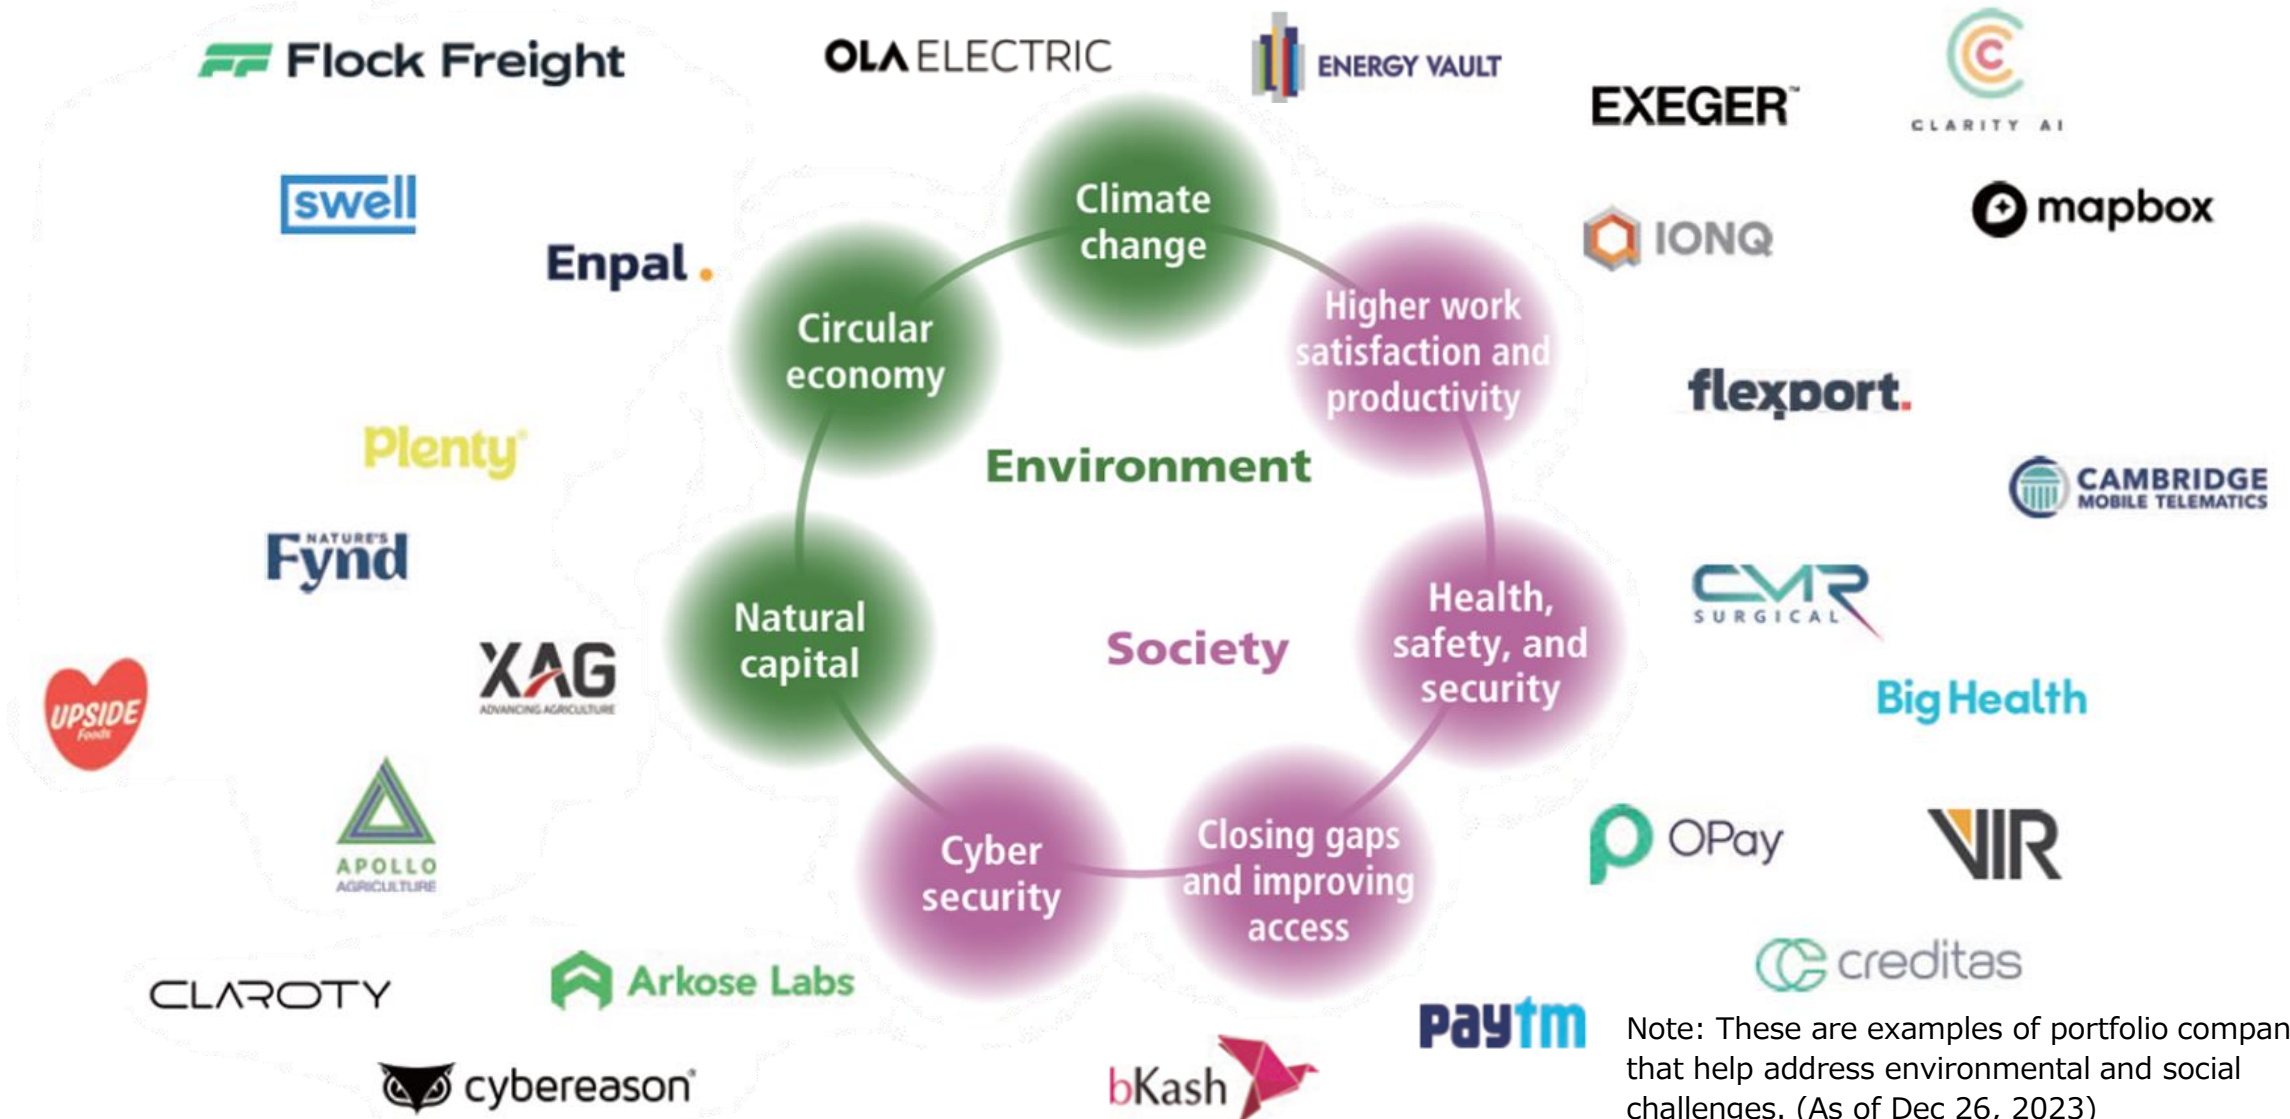 Flock Freight
OLA ELECTRIC
ENERGY VAULT
EXEGER™
CLARITY AI
swell
Enpal.
IONQ
mapbox
Climate
change
Circular
economy
Higher work
satisfaction and
productivity
Plenty®
flexport.
Environment
CAMBRIDGE
MOBILE TELEMATICS
NATURE'S
Fynd
Natural
capital
Society
Health,
safety, and
security
CMR
SURGICAL
XAG
ADVANCING AGRICULTURE
UPSIDE
Foods
Big Health
APOLLO
AGRICULTURE
Cyber
security
Closing gaps
and improving
access
OPay
VIR
CLAROTY
Arkose Labs
creditas
cybereason®
bKash
paytm
Note: These are examples of portfolio compan
that help address environmental and social
challenges. (As of Dec 26, 2023)